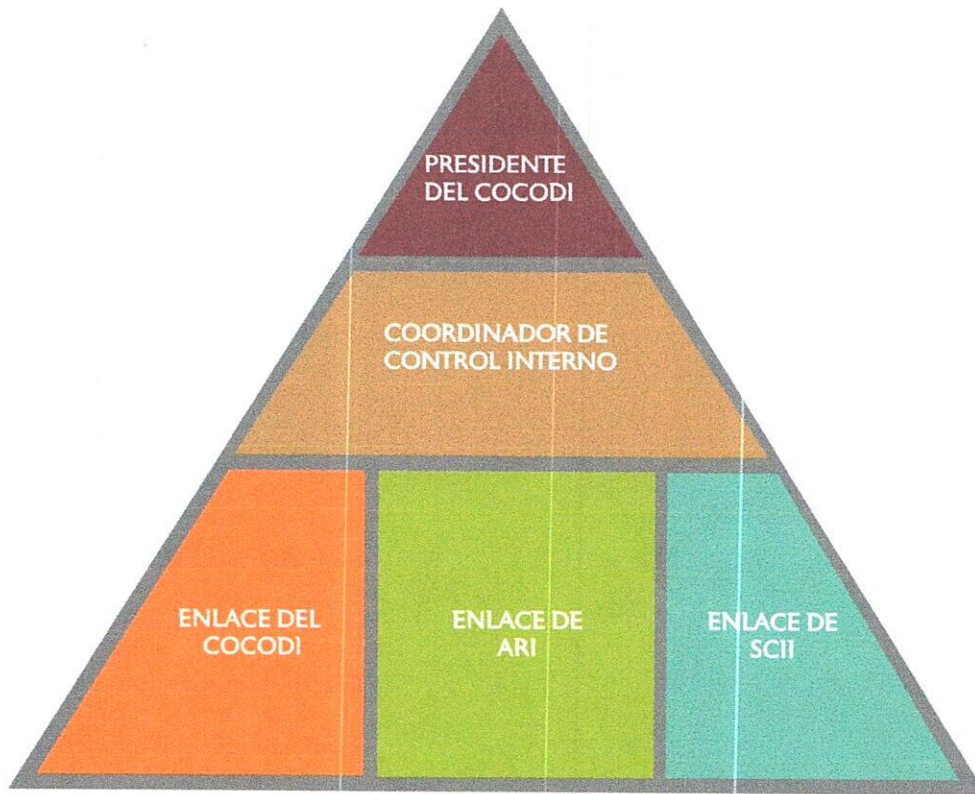 PRESIDENTE
DEL COCODI
COORDINADOR DE
CONTROL INTERNO
ENLACE DEL
COCODI
ENLACE DE
ARI
ENLACE DE
SCII